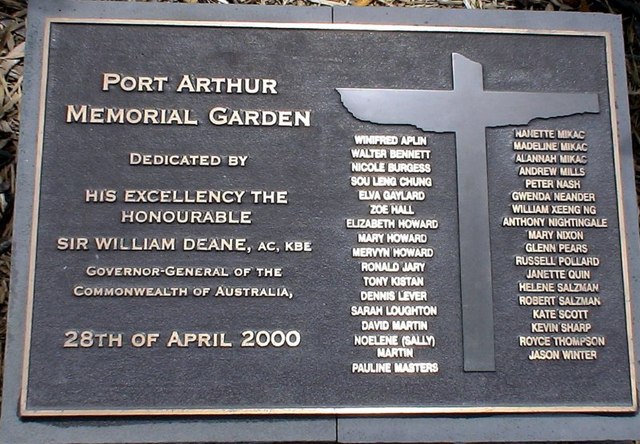 PORT ARTHUR
MEMORIAL GARDEN
DEDICATED BY
HIS EXCELLENCY THE
HONOURABLE
SIR WILLIAM DEANE, AC, KBE
GOVERNOR-GENERAL OF THE
COMMONWEALTH OF AUSTRALIA,
28TH OF APRIL 2000
WINIFRED APLIN
WALTER BENNETT
NICOLE BURGESS
SOU LENG CHUNG
ELVA GAYLARD
ZOE HALL
ELIZABETH HOWARD
MARY HOWARD
MERVYN HOWARD
RONALD JARY
TONY KISTAN
DENNIS LEVER
SARAH LOUGHTON
DAVID MARTIN
NOELENE (SALLY)
MARTIN
PAULINE MASTERS
NANETTE MIKAC
MADELINE MIKAC
ALANNAH MIKAC
ANDREW MILLS
PETER NASH
GWENDA NEANDER
WILLIAM XEENG NG
ANTHONY NIGHTINGALE
MARY NIXON
GLENN PEARS
RUSSELL POLLARD
JANETTE QUIN
HELENE SALZMAN
ROBERT SALZMAN
KATE SCOTT
KEVIN SHARP
ROYCE THOMPSON
JASON WINTER